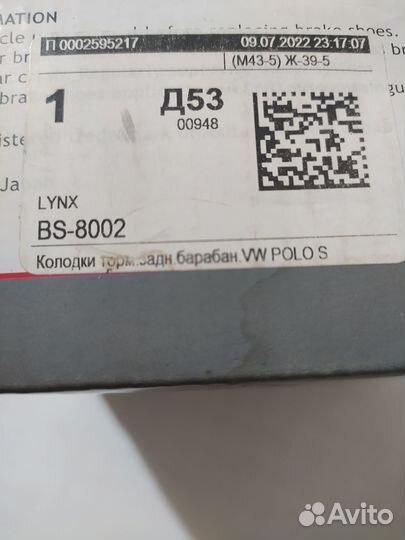 MATION
П 0002595217 09.07.2022 23:17:07
(М43-5) Ж-39-5
1 Д53
00948
LYNX
BS-8002
Колодки торм.задн.барабан.VW POLO S
Avito